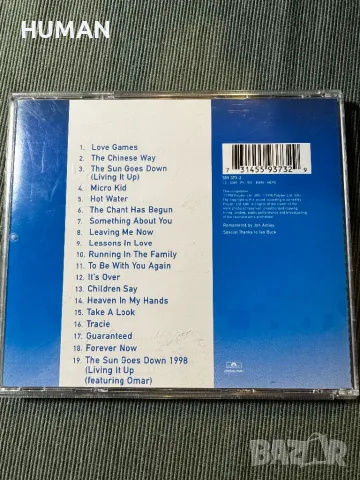 HUMAN
1. Love Games
2. The Chinese Way
3. The Sun Goes Down
(Living It Up)
4. Micro Kid
5. Hot Water
6. The Chant Has Begun
7. Something About You
8. Leaving Me Now
9. Lessons In Love
10. Running In The Family
11. To Be With You Again
12. It's Over
13. Children Say
14. Heaven In My Hands
15. Take A Look
16. Tracie
17. Guaranteed
18. Forever Now
19. The Sun Goes Down 1998
(Living It Up)
(featuring Omar)
7 31455 93732 9
Remastered by Jon Astley
Special Thanks to Ian Buck
BAZAR